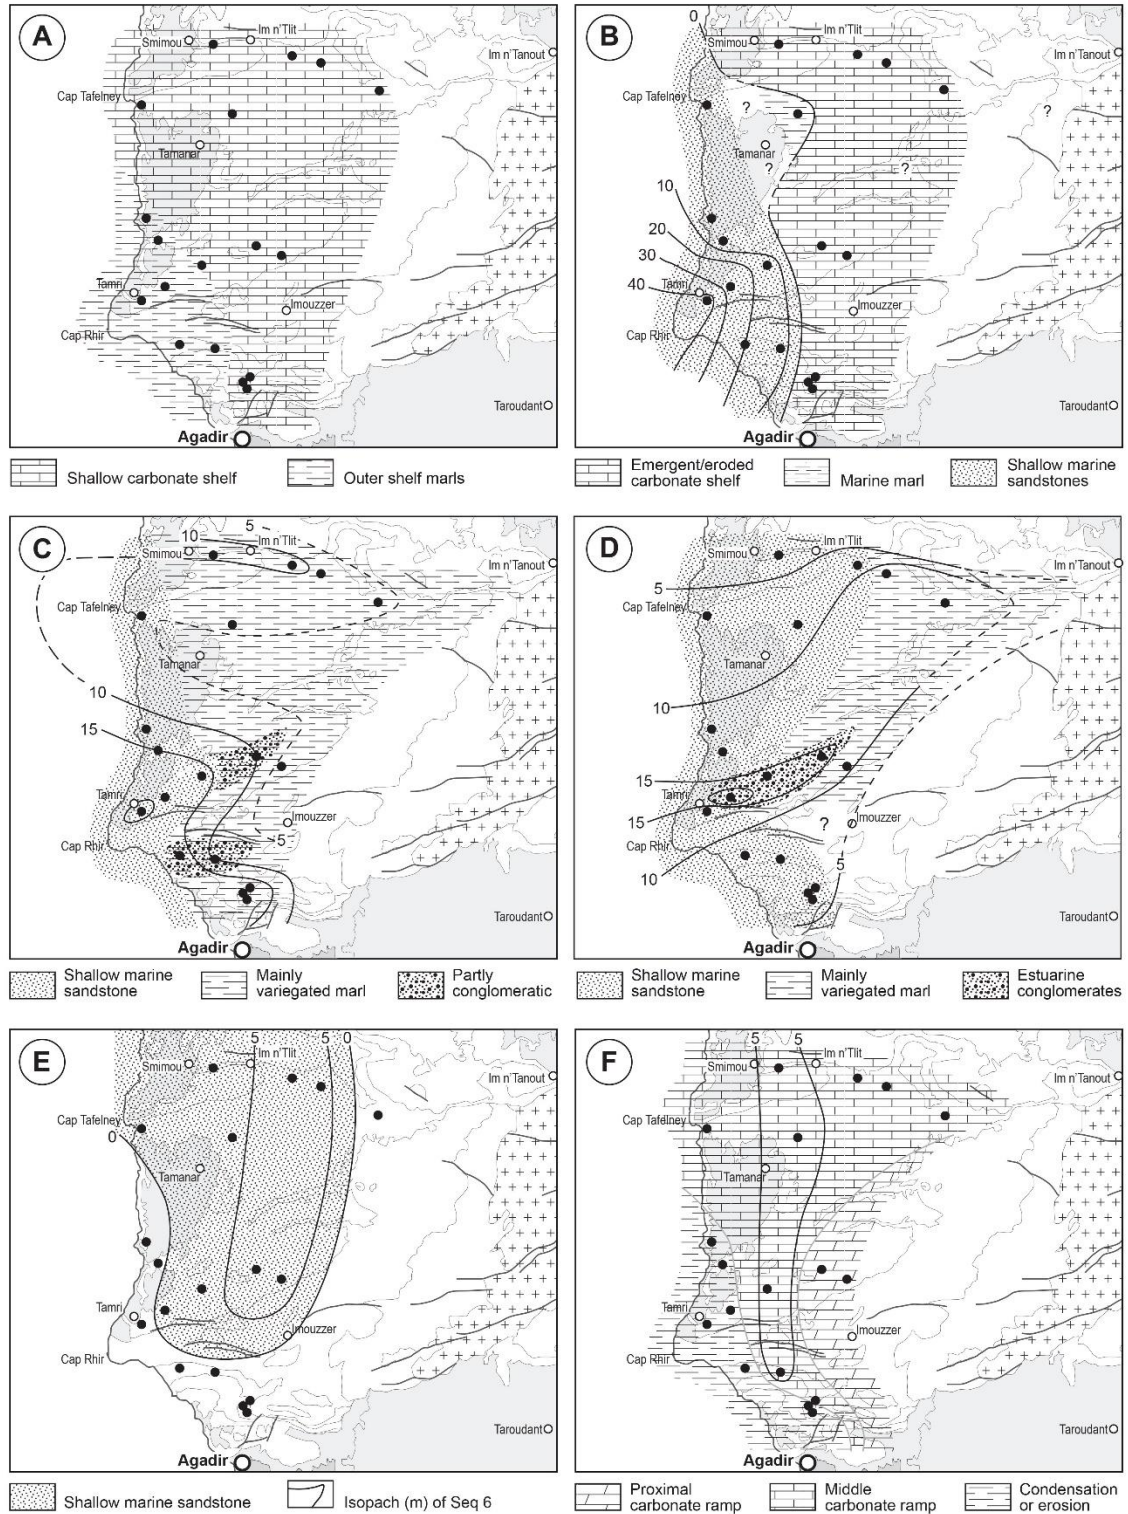 A
Smimou
Im n'Tlit
Im n'Tanout
Cap Tafelney
Tamanar
Tamri
Imouzzer
Cap Rhir
Taroudant
Agadir
Shallow carbonate shelf
Outer shelf marls
B
0
Smimou
Im n'Tlit
Im n'Tanout
Cap Tafelney
?
?
Tamanar
?
?
10
20
30
Tamri
40
Imouzzer
Cap Rhir
Taroudant
Agadir
Emergent/eroded
carbonate shelf
Marine marl
Shallow marine
sandstones
C
5
10
Smimou
Im n'Tlit
Im n'Tanout
Cap Tafelney
Tamanar
10
15
Tamri
Imouzzer
5
Cap Rhir
Taroudant
Agadir
Shallow marine
sandstone
Mainly
variegated marl
Partly
conglomeratic
D
Smimou
Im n'Tlit
Im n'Tanout
5
Cap Tafelney
Tamanar
10
15
Tamri
15
?
Imouzzer
Cap Rhir
5
10
Taroudant
Agadir
Shallow marine
sandstone
Mainly
variegated marl
Estuarine
conglomerates
E
5
5
0
Smimou
Im n'Tlit
Im n'Tanout
Cap Tafelney
0
Tamanar
Tamri
Imouzzer
Cap Rhir
Taroudant
Agadir
Shallow marine sandstone
Isopach (m) of Seq 6
F
5
5
Smimou
Im n'Tlit
Im n'Tanout
Cap Tafelney
Tamanar
Tamri
Imouzzer
Cap Rhir
Taroudant
Agadir
Proximal
carbonate ramp
Middle
carbonate ramp
Condensation
or erosion